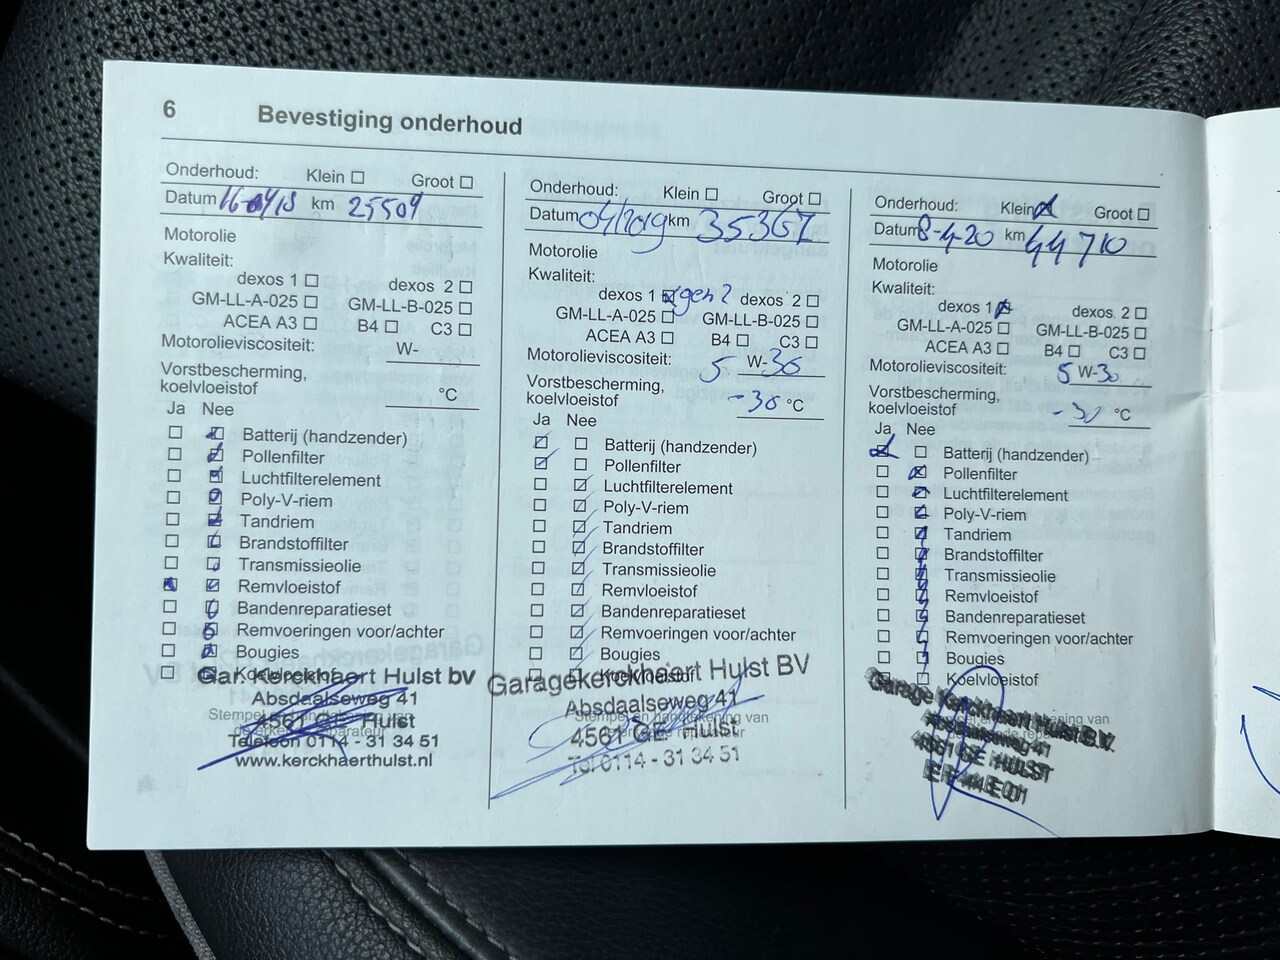 6 Bevestiging onderhoud
Onderhoud: Klein ☐ Groot ☐
Datum 16-04/18 km 25504
Motorolie
Kwaliteit:
dexos 1 ☐ dexos 2 ☐
GM-LL-A-025 ☐ GM-LL-B-025 ☐
ACEA A3 ☐ B4 ☐ C3 ☐
Motorolieviscositeit: W-
Vorstbescherming,
koelvloeistof °C
Ja Nee
Batterij (handzender)
Pollenfilter
Luchtfilterelement
Poly-V-riem
Tandriem
Brandstoffilter
Transmissieolie
Remvloeistof
Bandenreparatieset
Remvoeringen voor/achter
Bougies
Koelvloeistof
Gar. Kerckhaert Hulst bv
Absdaalseweg 41
4561 GE Hulst
Telefoon 0114 - 31 34 51
www.kerckhaerthulst.nl
Onderhoud: Klein ☐ Groot ☐
Datum 04/2019 km 35367
Motorolie
Kwaliteit:
dexos 1 ☒ gen 2 dexos 2 ☐
GM-LL-A-025 ☐ GM-LL-B-025 ☐
ACEA A3 ☐ B4 ☐ C3 ☐
Motorolieviscositeit: 5 W-30
Vorstbescherming,
koelvloeistof -30 °C
Ja Nee
Batterij (handzender)
Pollenfilter
Luchtfilterelement
Poly-V-riem
Tandriem
Brandstoffilter
Transmissieolie
Remvloeistof
Bandenreparatieset
Remvoeringen voor/achter
Bougies
Koelvloeistof
Garagekerckhaert Hulst BV
Absdaalseweg 41
Stempel en handtekening van
4561 GE Hulst
Tel 0114 - 31 34 51
Onderhoud: Klein ☒ Groot ☐
Datum 8-4-20 km 44710
Motorolie
Kwaliteit:
dexos 1 ☒ dexos 2 ☐
GM-LL-A-025 ☐ GM-LL-B-025 ☐
ACEA A3 ☐ B4 ☐ C3 ☐
Motorolieviscositeit: 5 W-30
Vorstbescherming,
koelvloeistof -30 °C
Ja Nee
Batterij (handzender)
Pollenfilter
Luchtfilterelement
Poly-V-riem
Tandriem
Brandstoffilter
Transmissieolie
Remvloeistof
Bandenreparatieset
Remvoeringen voor/achter
Bougies
Koelvloeistof
Garage Kerckhaert Hulst B.V.
Absdaalseweg 41
4561 GE HULST